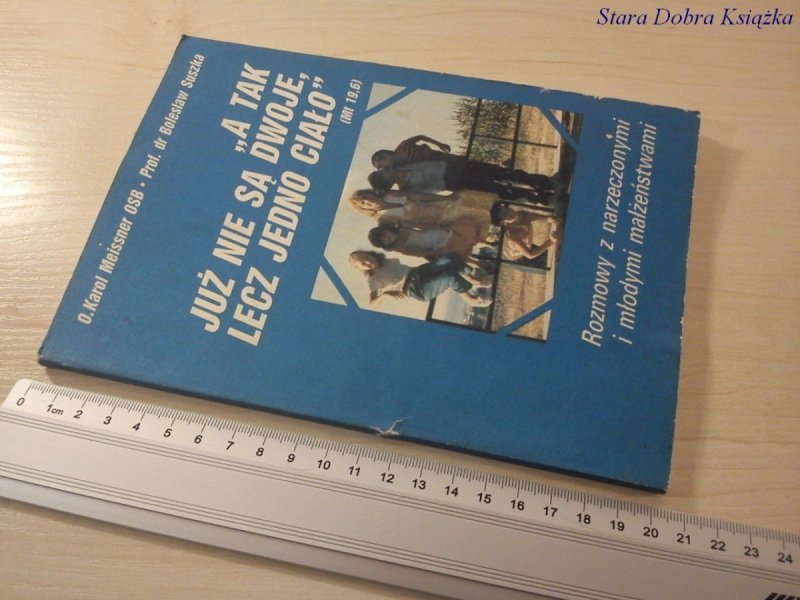 Stara Dobra Książka
O. Karol Meissner OSB • Prof. dr Bolesław Suszka
„A TAK
JUŻ NIE SĄ DWOJE,
LECZ JEDNO CIAŁO”
(Mt 19,6)
Rozmowy z narzeczonymi
i młodymi małżeństwami
0 1cm 2 3 4 5 6 7 8 9 10 11 12 13 14 15 16 17 18 19 20 21 22 23 24